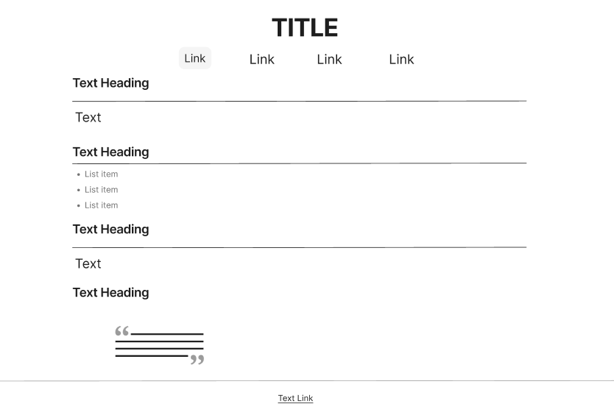 TITLE
Link Link Link Link
Text Heading
Text
Text Heading
• List item
• List item
• List item
Text Heading
Text
Text Heading
“
”
Text Link